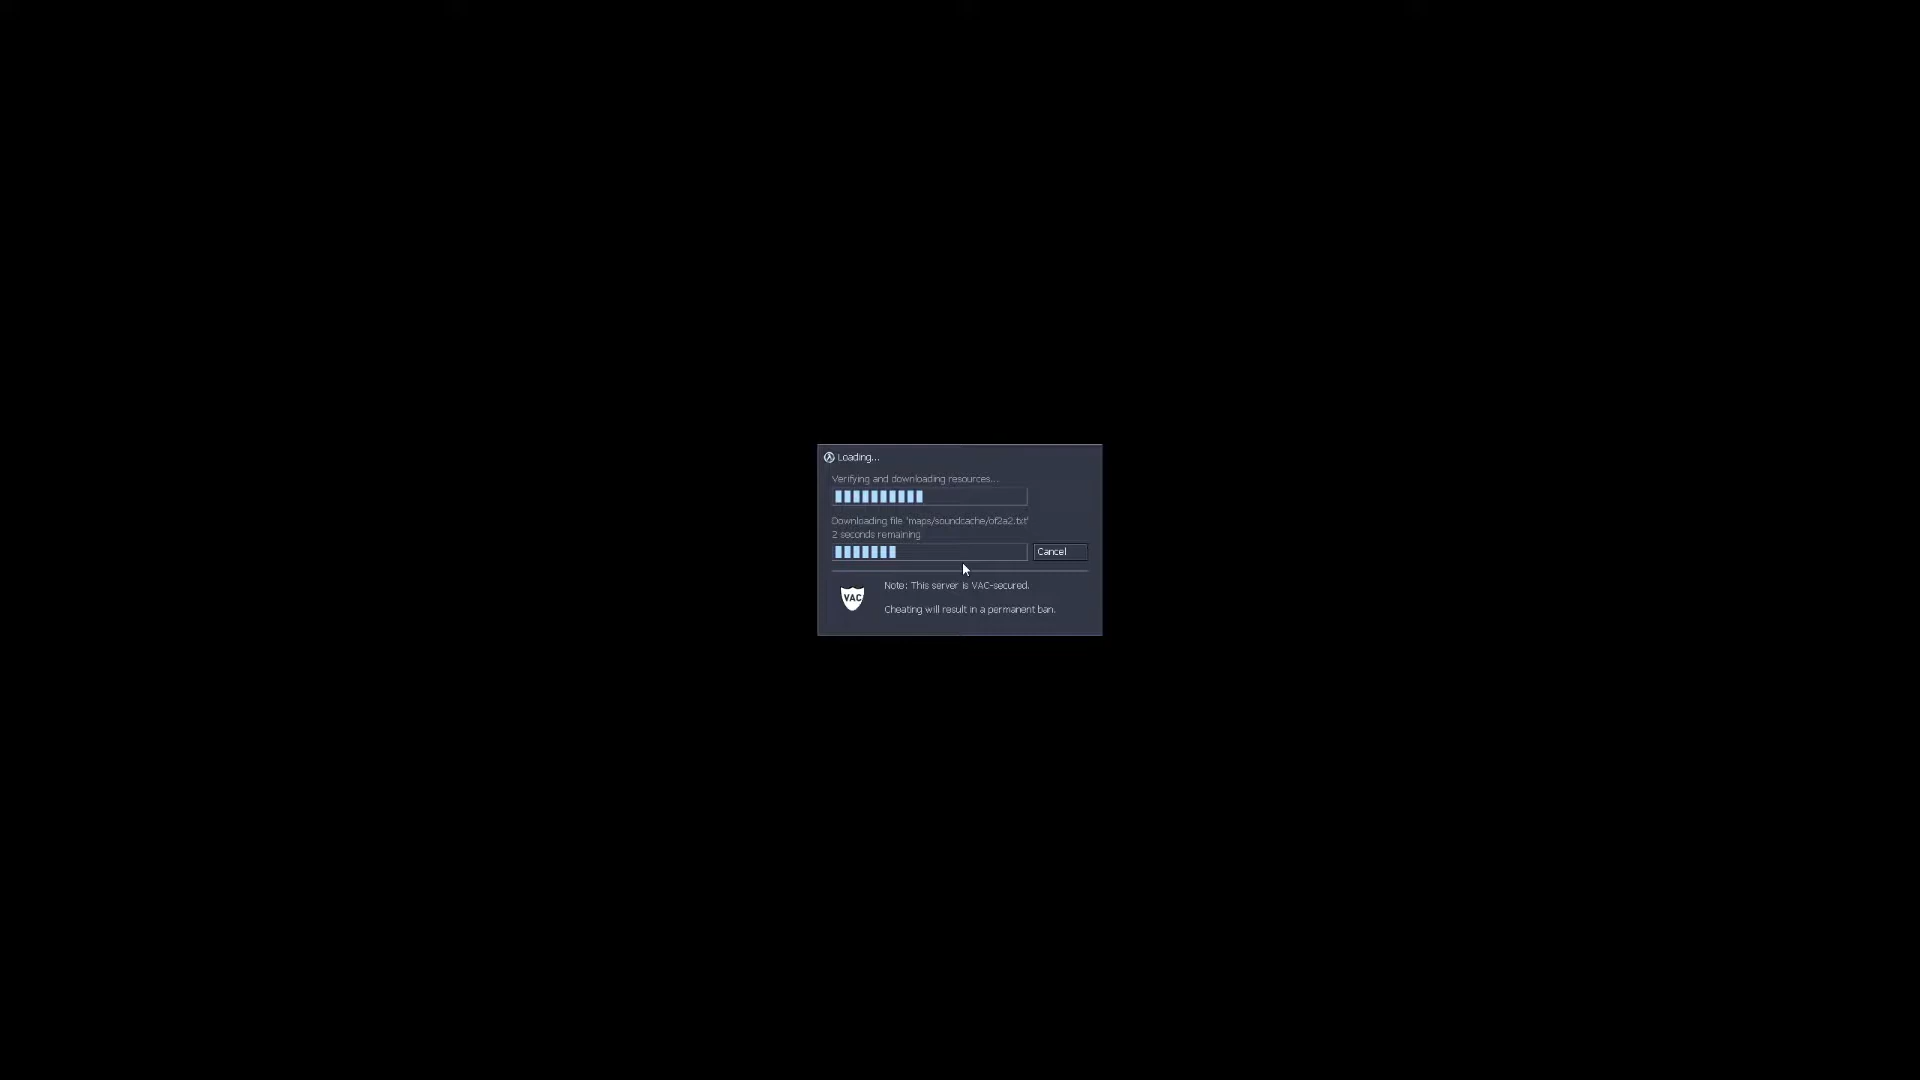 Loading...
Verifying and downloading resources...
Downloading file 'maps/soundcache/of2a2.txt'
2 seconds remaining
Cancel
Note: This server is VAC-secured.
VAC
Cheating will result in a permanent ban.